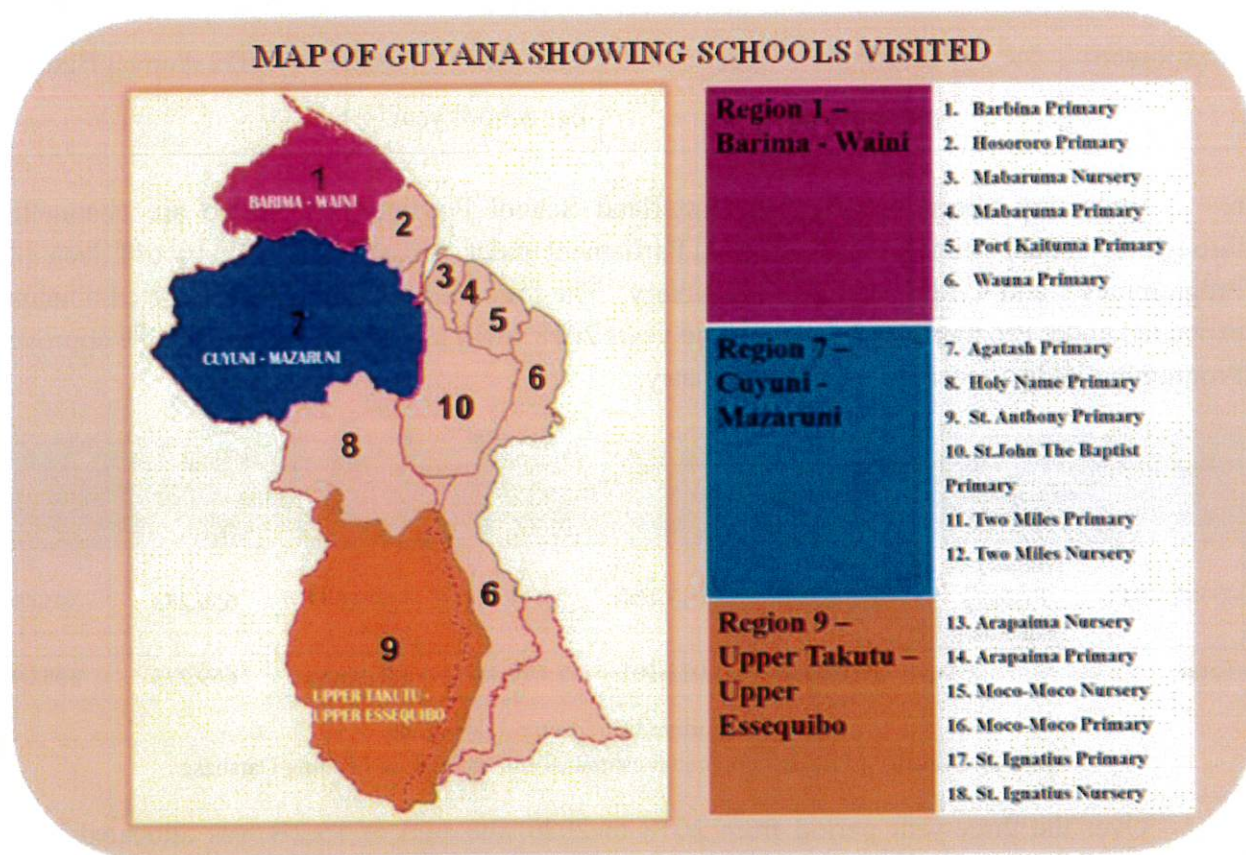 MAP OF GUYANA SHOWING SCHOOLS VISITED
1
BARIMA - WAINI
2
3
4
5
7
CUYUNI - MAZARUNI
6
10
8
6
9
UPPER TAKUTU -
UPPER ESSEQUIBO
Region 1 –
Barima - Waini
1. Barbina Primary
2. Hosororo Primary
3. Mabaruma Nursery
4. Mabaruma Primary
5. Port Kaituma Primary
6. Wauna Primary
Region 7 –
Cuyuni -
Mazaruni
7. Agatash Primary
8. Holy Name Primary
9. St. Anthony Primary
10. St.John The Baptist
Primary
11. Two Miles Primary
12. Two Miles Nursery
Region 9 –
Upper Takutu –
Upper
Essequibo
13. Arapaima Nursery
14. Arapaima Primary
15. Moco-Moco Nursery
16. Moco-Moco Primary
17. St. Ignatius Primary
18. St. Ignatius Nursery